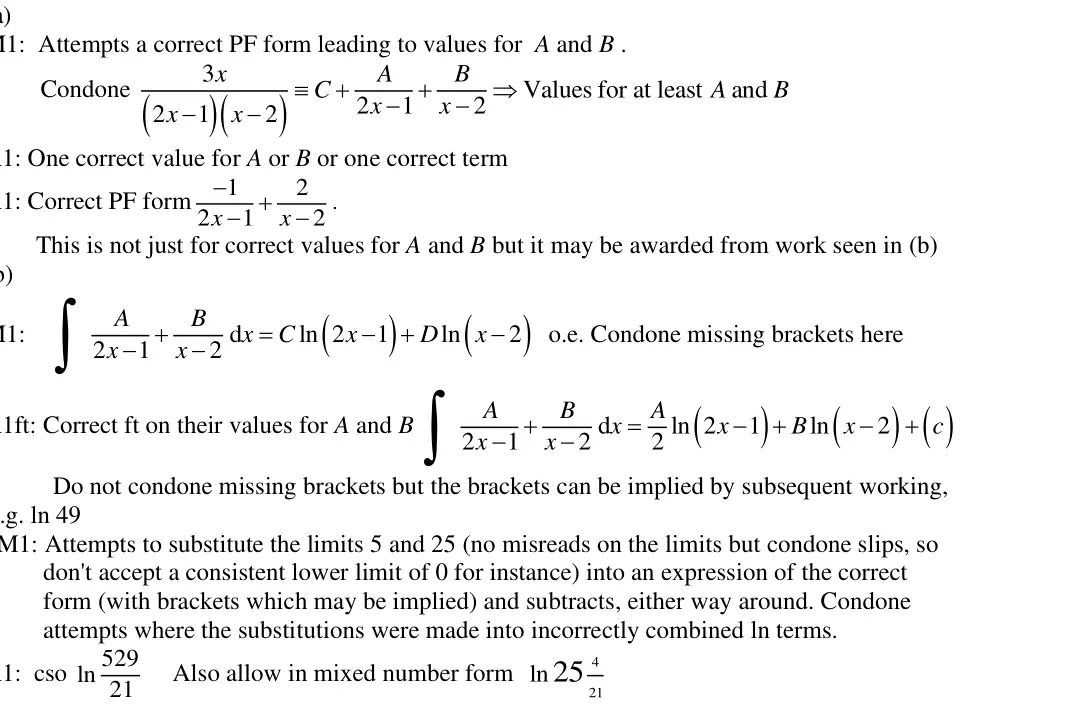 )
1: Attempts a correct PF form leading to values for A and B .
Condone 3x/((2x−1)(x−2)) ≡ C + A/(2x−1) + B/(x−2) ⇒ Values for at least A and B
1: One correct value for A or B or one correct term
1: Correct PF form −1/(2x−1) + 2/(x−2) .
This is not just for correct values for A and B but it may be awarded from work seen in (b)
)
1: ∫ A/(2x−1) + B/(x−2) dx = C ln(2x−1) + D ln(x−2) o.e. Condone missing brackets here
1ft: Correct ft on their values for A and B ∫ A/(2x−1) + B/(x−2) dx = A/2 ln(2x−1) + B ln(x−2) + (c)
Do not condone missing brackets but the brackets can be implied by subsequent working,
.g. ln 49
M1: Attempts to substitute the limits 5 and 25 (no misreads on the limits but condone slips, so
don't accept a consistent lower limit of 0 for instance) into an expression of the correct
form (with brackets which may be implied) and subtracts, either way around. Condone
attempts where the substitutions were made into incorrectly combined ln terms.
1: cso ln 529/21 Also allow in mixed number form ln 25 4/21